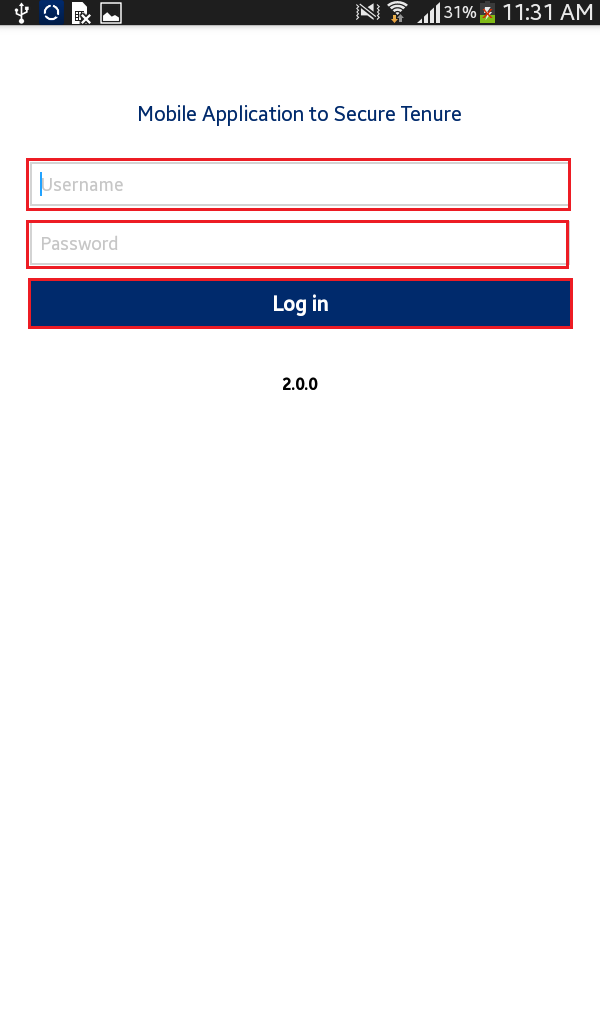 31% 11:31 AM
Mobile Application to Secure Tenure
Username
Password
Log in
2.0.0